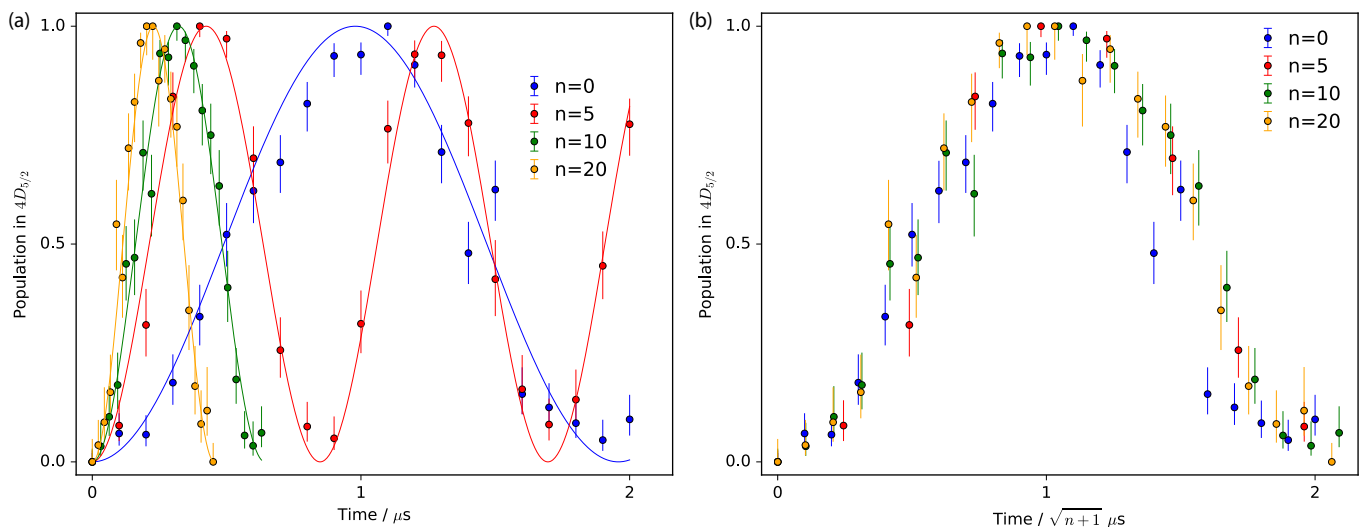 (a)
1.0
0.5
0.0
Population in 4D₅/₂
0
1
2
Time / μs
n=0
n=5
n=10
n=20
(b)
1.0
0.5
0.0
Population in 4D₅/₂
0
1
2
Time / √n+1 μs
n=0
n=5
n=10
n=20